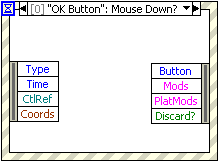 [0] "OK Button": Mouse Down?
Type
Time
CtlRef
Coords
Button
Mods
PlatMods
Discard?